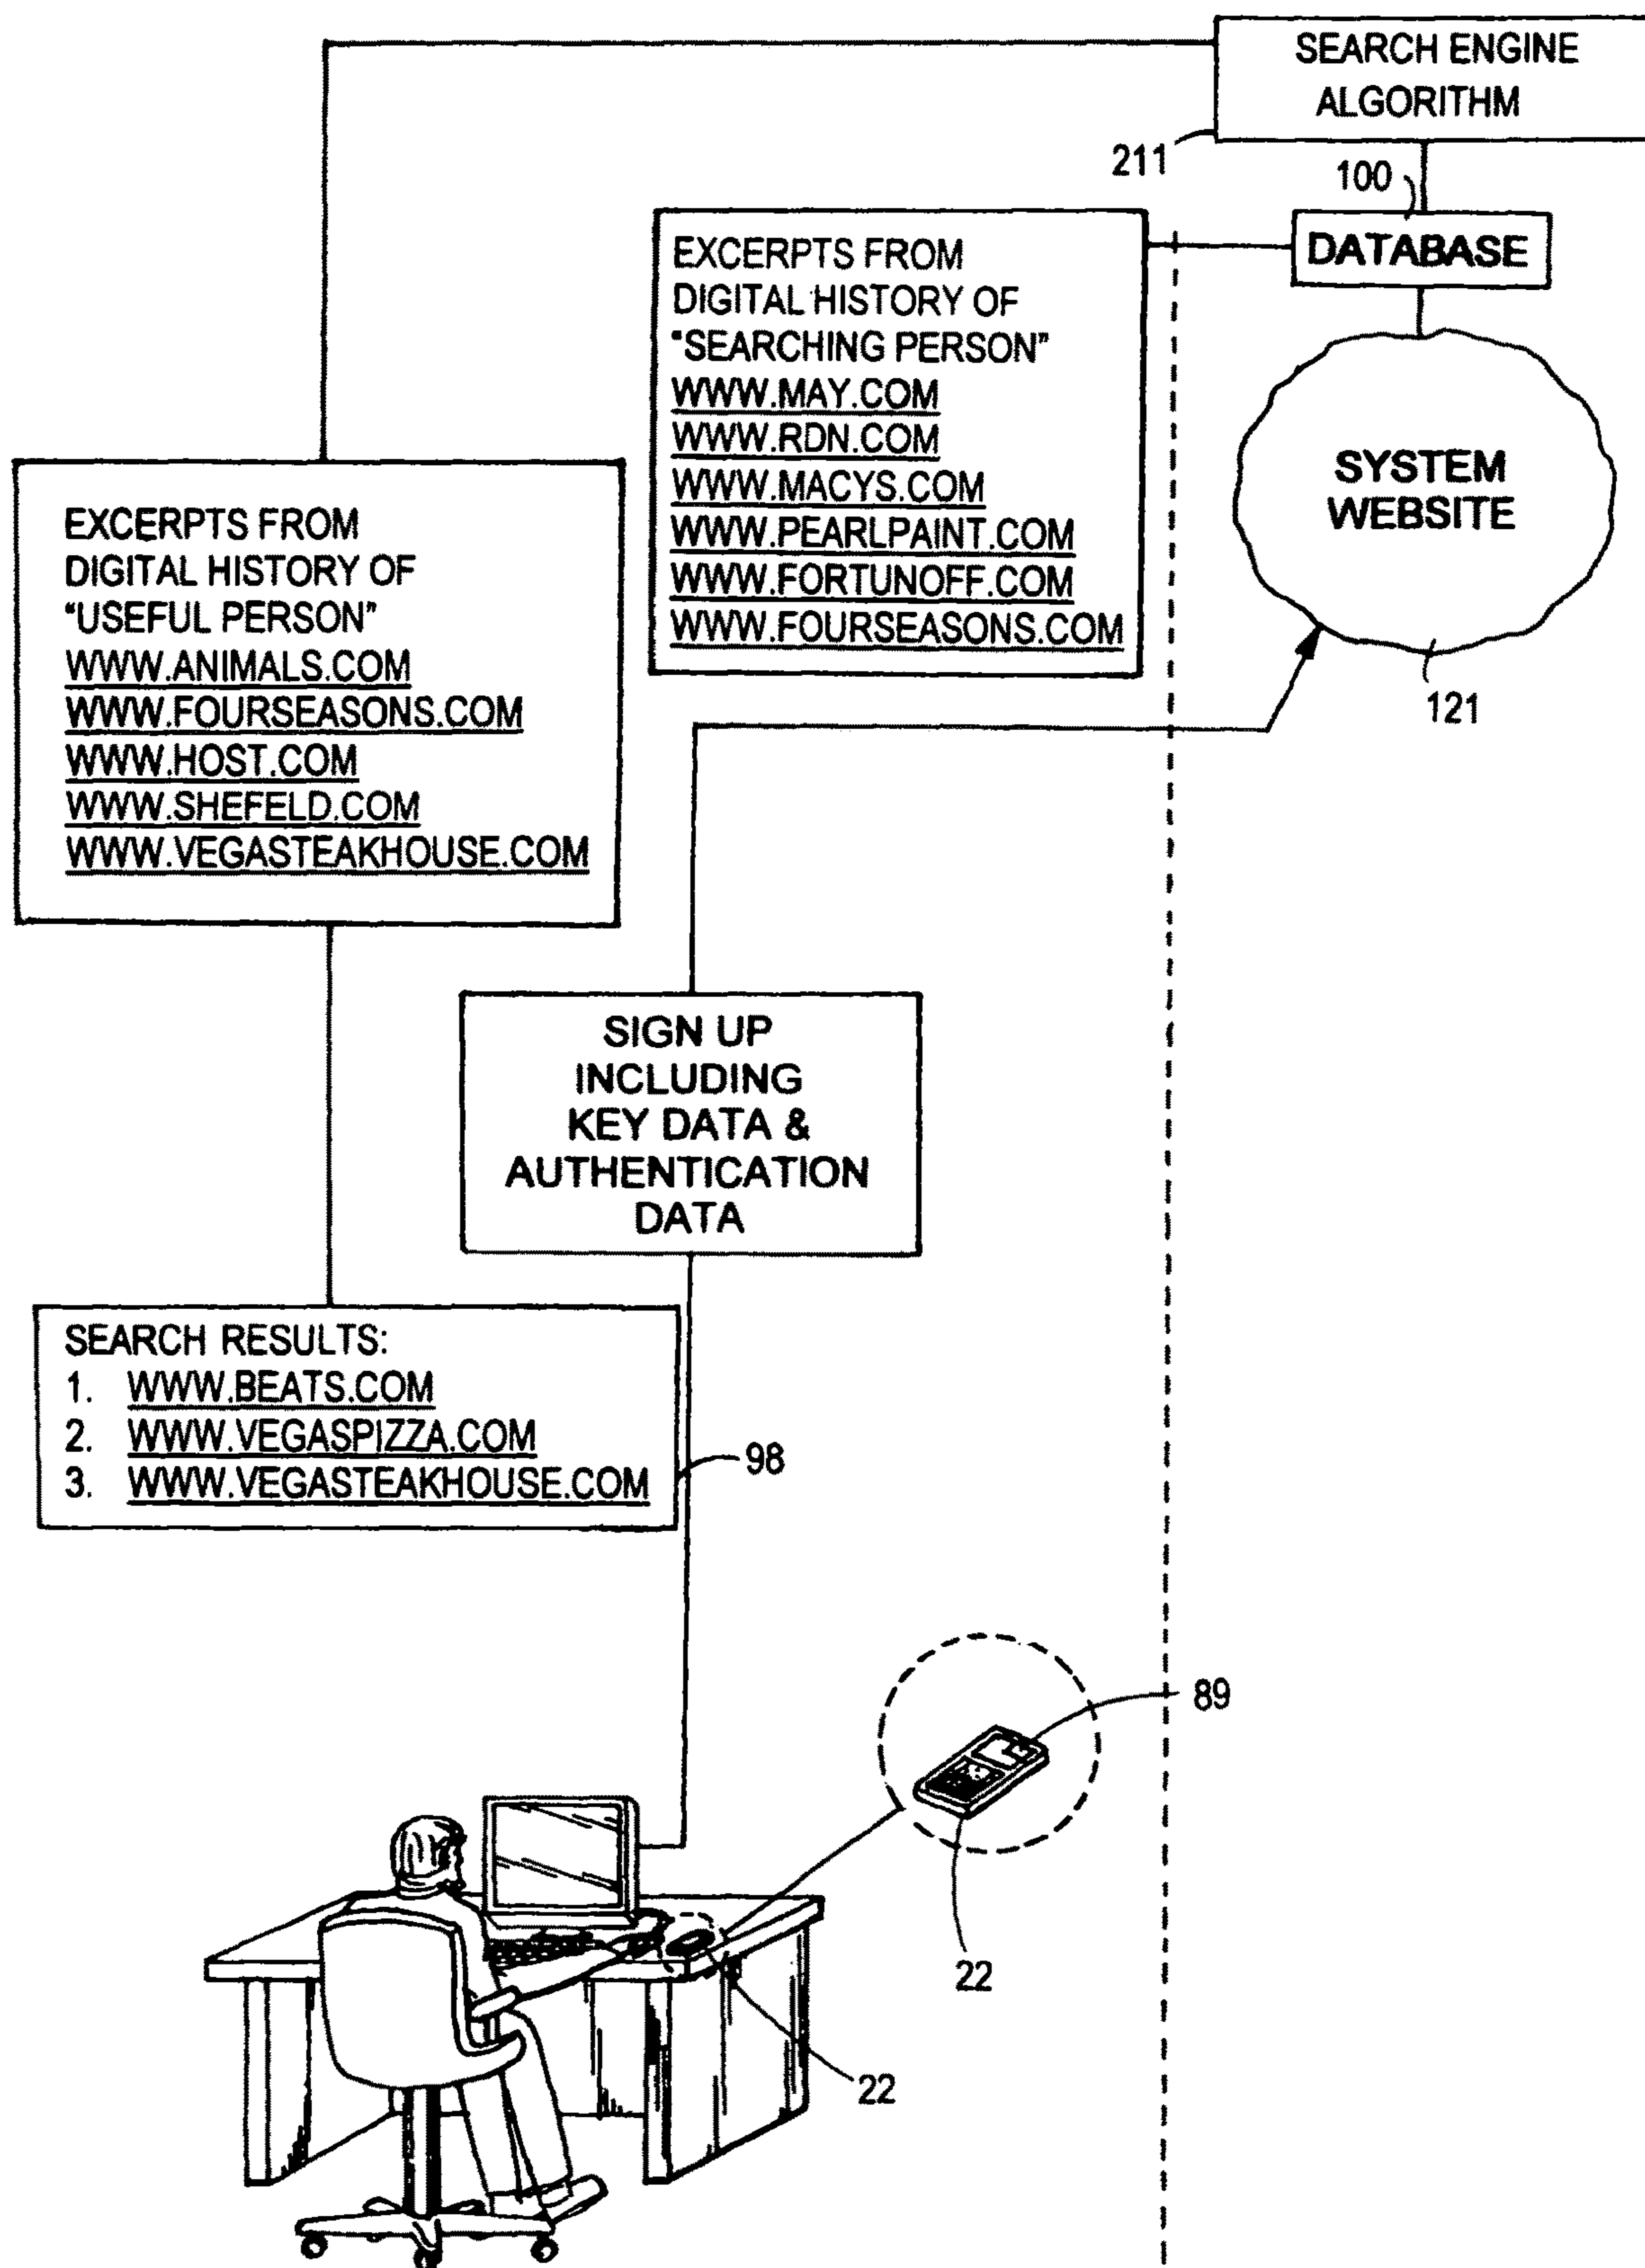 SEARCH ENGINE
ALGORITHM
211
100
DATABASE
SYSTEM
WEBSITE
121
EXCERPTS FROM
DIGITAL HISTORY OF
"SEARCHING PERSON"
WWW.MAY.COM
WWW.RDN.COM
WWW.MACYS.COM
WWW.PEARLPAINT.COM
WWW.FORTUNOFF.COM
WWW.FOURSEASONS.COM
EXCERPTS FROM
DIGITAL HISTORY OF
"USEFUL PERSON"
WWW.ANIMALS.COM
WWW.FOURSEASONS.COM
WWW.HOST.COM
WWW.SHEFELD.COM
WWW.VEGASTEAKHOUSE.COM
SIGN UP
INCLUDING
KEY DATA &
AUTHENTICATION
DATA
SEARCH RESULTS:
1. WWW.BEATS.COM
2. WWW.VEGASPIZZA.COM
3. WWW.VEGASTEAKHOUSE.COM
98
89
22
22